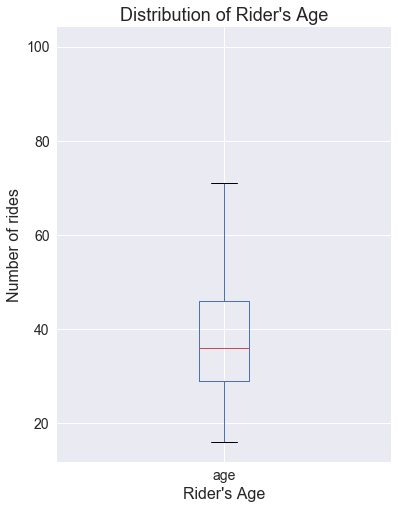 Distribution of Rider's Age
Number of rides
100
80
60
40
20
age
Rider's Age